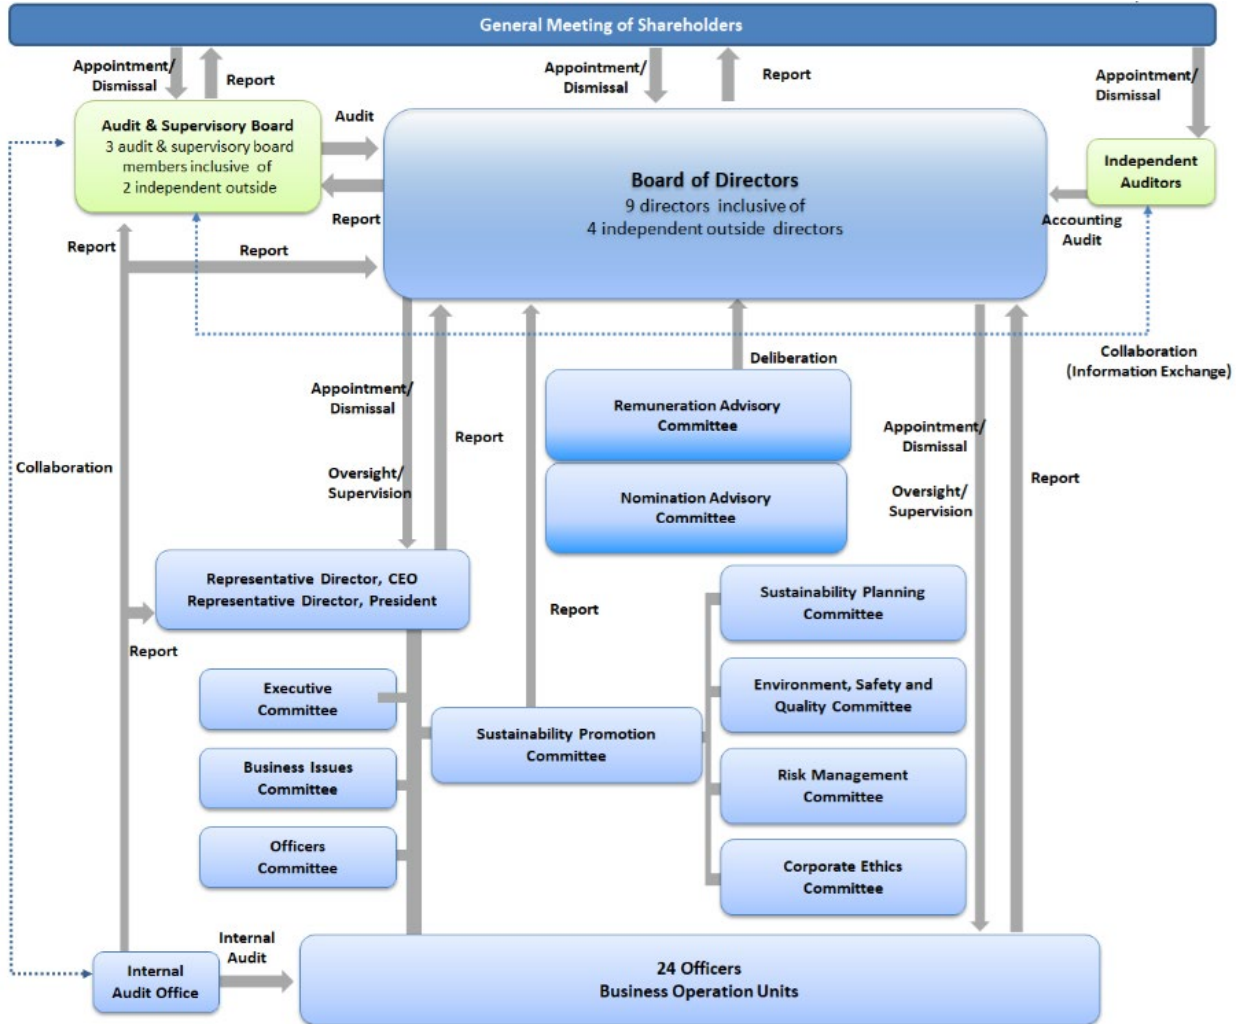 General Meeting of Shareholders
Appointment/
Dismissal
Report
Appointment/
Dismissal
Report
Appointment/
Dismissal
Audit & Supervisory Board
3 audit & supervisory board
members inclusive of
2 independent outside
Audit
Report
Board of Directors
9 directors inclusive of
4 independent outside directors
Independent
Auditors
Accounting
Audit
Report
Report
Collaboration
(Information Exchange)
Deliberation
Appointment/
Dismissal
Report
Oversight/
Supervision
Remuneration Advisory
Committee
Nomination Advisory
Committee
Appointment/
Dismissal
Oversight/
Supervision
Report
Collaboration
Representative Director, CEO
Representative Director, President
Report
Report
Executive
Committee
Business Issues
Committee
Officers
Committee
Sustainability Promotion
Committee
Sustainability Planning
Committee
Environment, Safety and
Quality Committee
Risk Management
Committee
Corporate Ethics
Committee
Internal
Audit
Internal
Audit Office
24 Officers
Business Operation Units